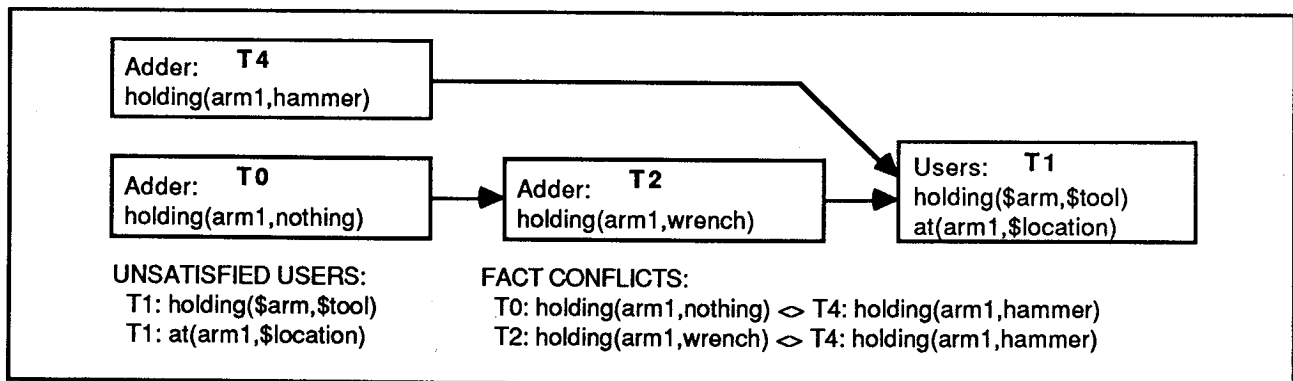 Adder: T4
holding(arm1,hammer)
Adder: T0
holding(arm1,nothing)
Adder: T2
holding(arm1,wrench)
Users: T1
holding($arm,$tool)
at(arm1,$location)
UNSATISFIED USERS:
T1: holding($arm,$tool)
T1: at(arm1,$location)
FACT CONFLICTS:
T0: holding(arm1,nothing) <> T4: holding(arm1,hammer)
T2: holding(arm1,wrench) <> T4: holding(arm1,hammer)